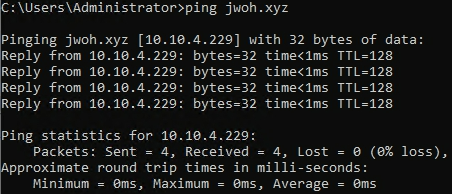 C:\Users\Administrator>ping jwoh.xyz
Pinging jwoh.xyz [10.10.4.229] with 32 bytes of data:
Reply from 10.10.4.229: bytes=32 time<1ms TTL=128
Reply from 10.10.4.229: bytes=32 time<1ms TTL=128
Reply from 10.10.4.229: bytes=32 time<1ms TTL=128
Reply from 10.10.4.229: bytes=32 time<1ms TTL=128
Ping statistics for 10.10.4.229:
    Packets: Sent = 4, Received = 4, Lost = 0 (0% loss),
Approximate round trip times in milli-seconds:
    Minimum = 0ms, Maximum = 0ms, Average = 0ms